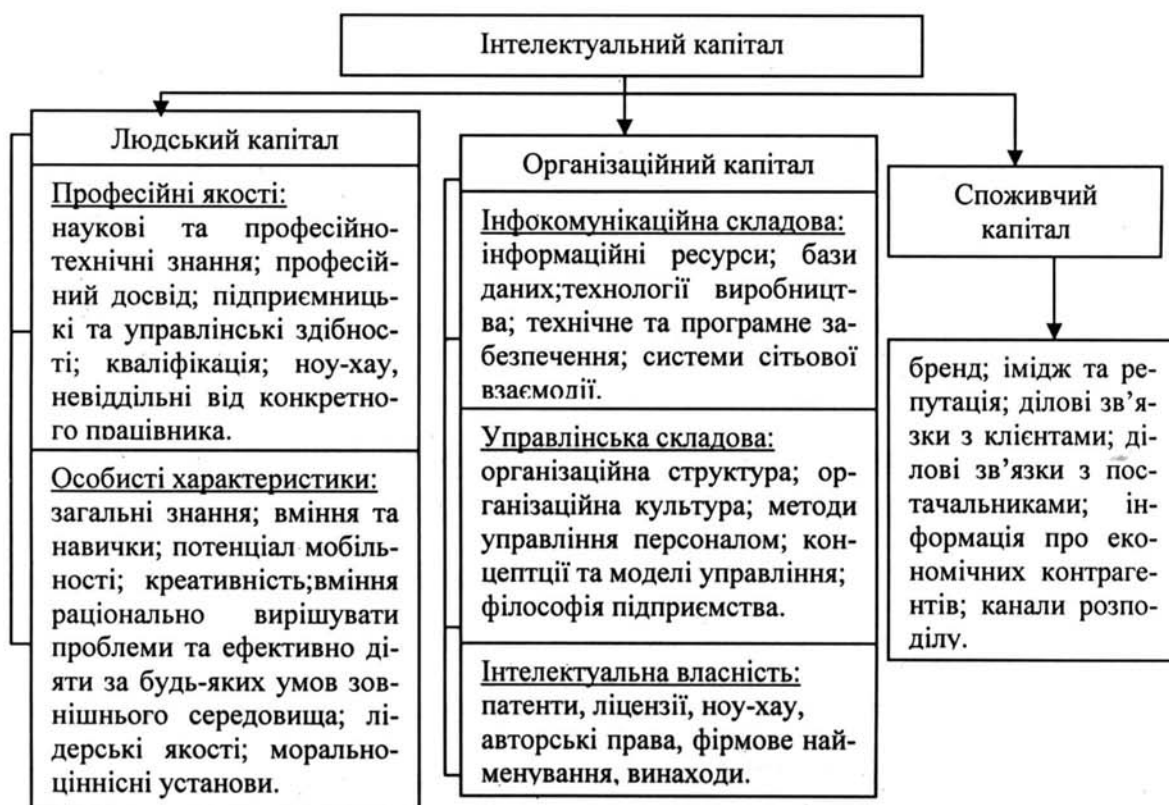 Інтелектуальний капітал
Людський капітал
Професійні якості:
наукові та професійно-
технічні знання; професій-
ний досвід; підприємниць-
кі та управлінські здібнос-
ті; кваліфікація; ноу-хау,
невіддільні від конкретно-
го працівника.
Особисті характеристики:
загальні знання; вміння та
навички; потенціал мобіль-
ності; креативність;вміння
раціонально вирішувати
проблеми та ефективно ді-
яти за будь-яких умов зов-
нішнього середовища; лі-
дерські якості; морально-
ціннісні установи.
Організаційний капітал
Інфокомунікаційна складова:
інформаційні ресурси; бази
даних;технології виробницт-
ва; технічне та програмне за-
безпечення; системи сітьової
взаємодії.
Управлінська складова:
організаційна структура; ор-
ганізаційна культура; методи
управління персоналом; кон-
цептції та моделі управління;
філософія підприємства.
Інтелектуальна власність:
патенти, ліцензії, ноу-хау,
авторські права, фірмове най-
менування, винаходи.
Споживчий
капітал
бренд; імідж та ре-
путація; ділові зв’я-
зки з клієнтами; ді-
лові зв’язки з пос-
тачальниками; ін-
формація про еко-
номічних контраге-
нтів; канали розпо-
ділу.